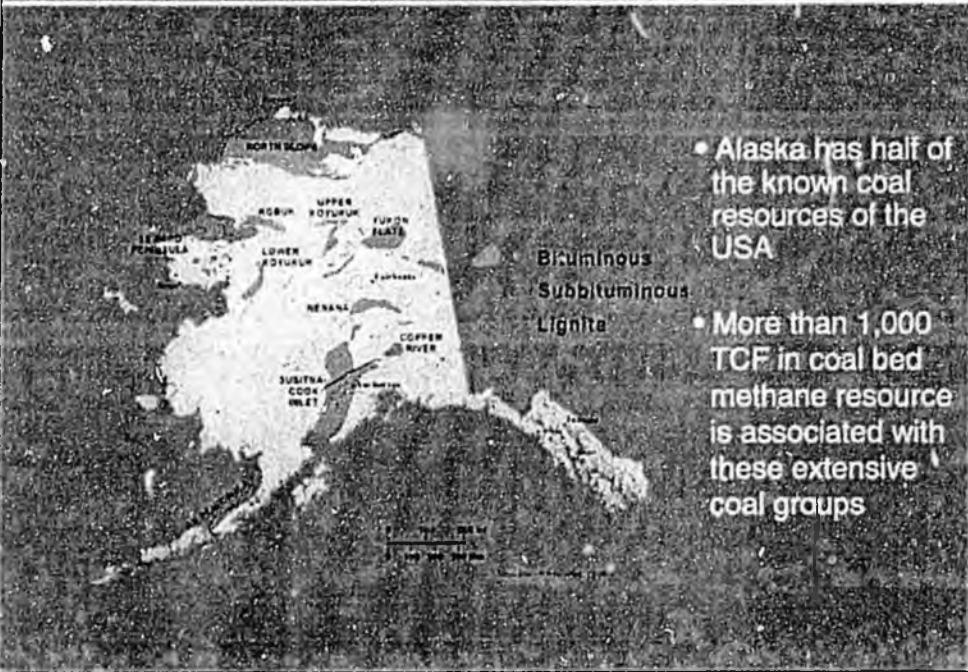 NORTH SLOPE
KOBUK
UPPER
KOYUKUK
YUKON
FLATS
PENINSULA
LOWER
KOYUKUK
Fairbanks
NENANA
COPPER
RIVER
SUSITNA-
COOK
INLET
Bituminous
Subbituminous
Lignite
• Alaska has half of
the known coal
resources of the
USA
• More than 1,000
TCF in coal bed
methane resource
is associated with
these extensive
coal groups